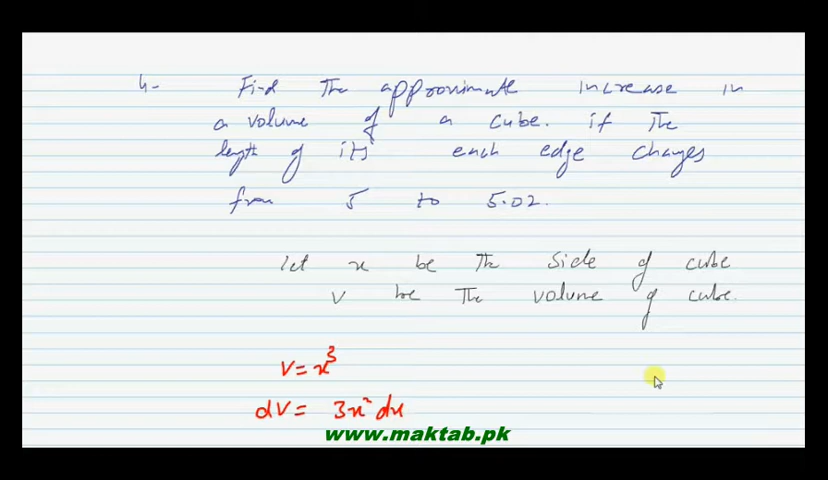 4- Find The approximate increase in
a volume of a cube. if The
length of its each edge changes
from 5 to 5.02.
Let x be the side of cube
V be The volume of cube.
V = x³
dV = 3x² dx
www.maktab.pk